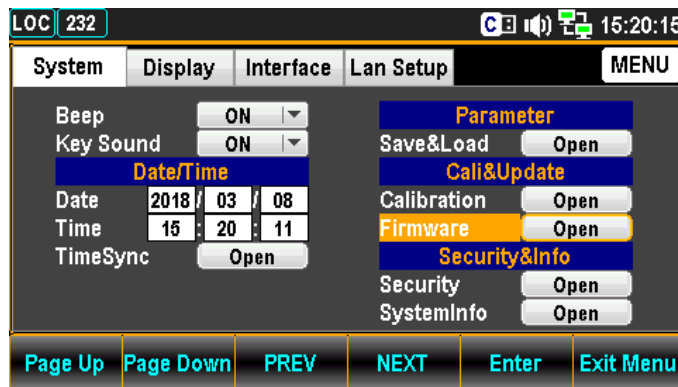 LOC 232 C 15:20:15
System Display Interface Lan Setup MENU
Beep ON
Key Sound ON
Date/Time
Date 2018 / 03 / 08
Time 15 : 20 : 11
TimeSync Open
Parameter
Save&Load Open
Cali&Update
Calibration Open
Firmware Open
Security&Info
Security Open
SystemInfo Open
Page Up Page Down PREV NEXT Enter Exit Menu